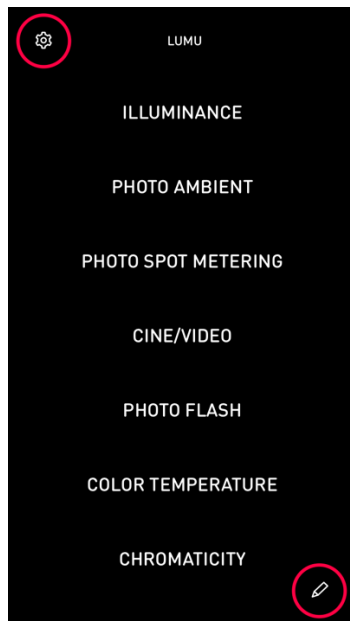 LUMU
ILLUMINANCE
PHOTO AMBIENT
PHOTO SPOT METERING
CINE/VIDEO
PHOTO FLASH
COLOR TEMPERATURE
CHROMATICITY